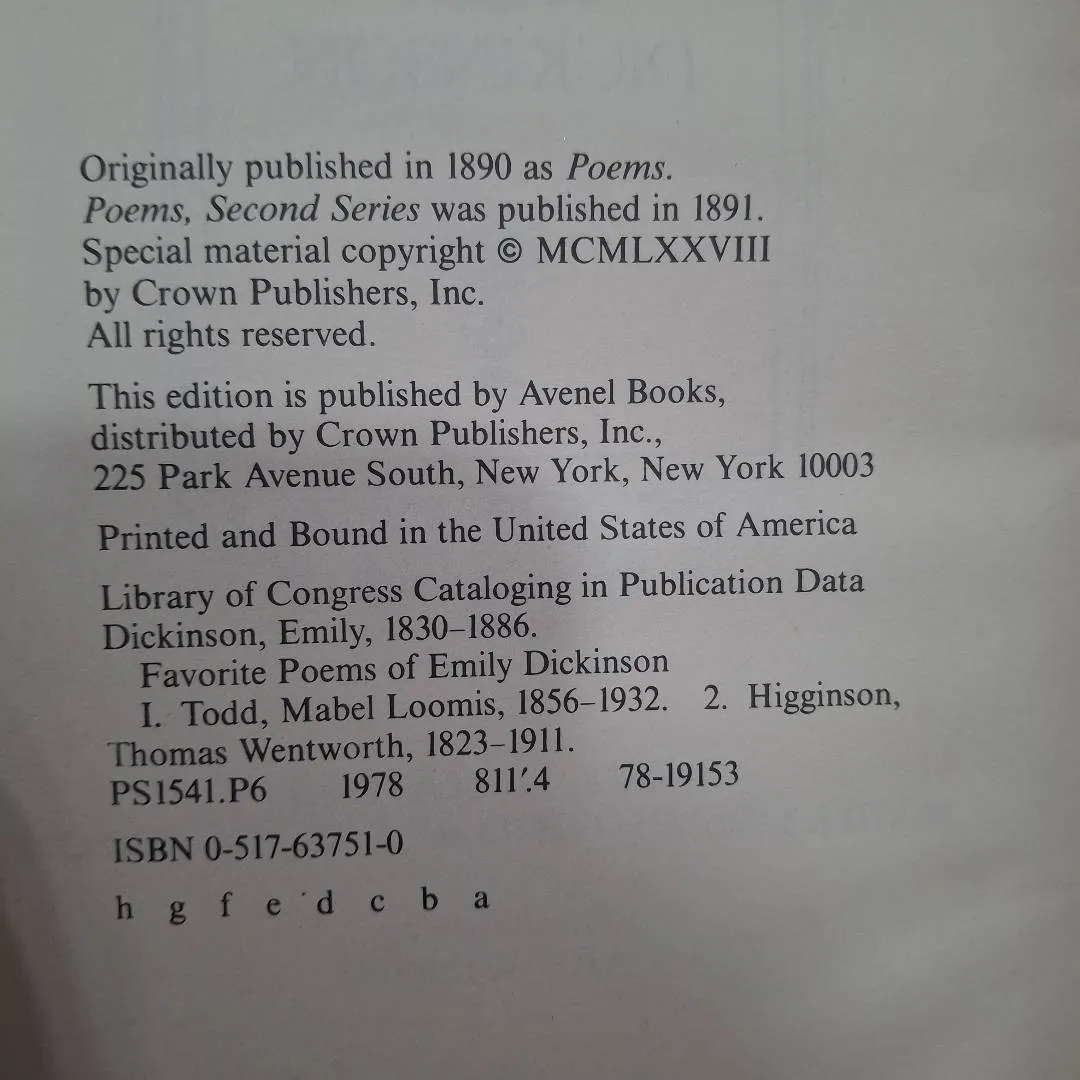 Originally published in 1890 as Poems.
Poems, Second Series was published in 1891.
Special material copyright © MCMLXXVIII
by Crown Publishers, Inc.
All rights reserved.
This edition is published by Avenel Books,
distributed by Crown Publishers, Inc.,
225 Park Avenue South, New York, New York 10003
Printed and Bound in the United States of America
Library of Congress Cataloging in Publication Data
Dickinson, Emily, 1830–1886.
Favorite Poems of Emily Dickinson
I. Todd, Mabel Loomis, 1856–1932. 2. Higginson,
Thomas Wentworth, 1823–1911.
PS1541.P6 1978 811'.4 78-19153
ISBN 0-517-63751-0
h g f e d c b a